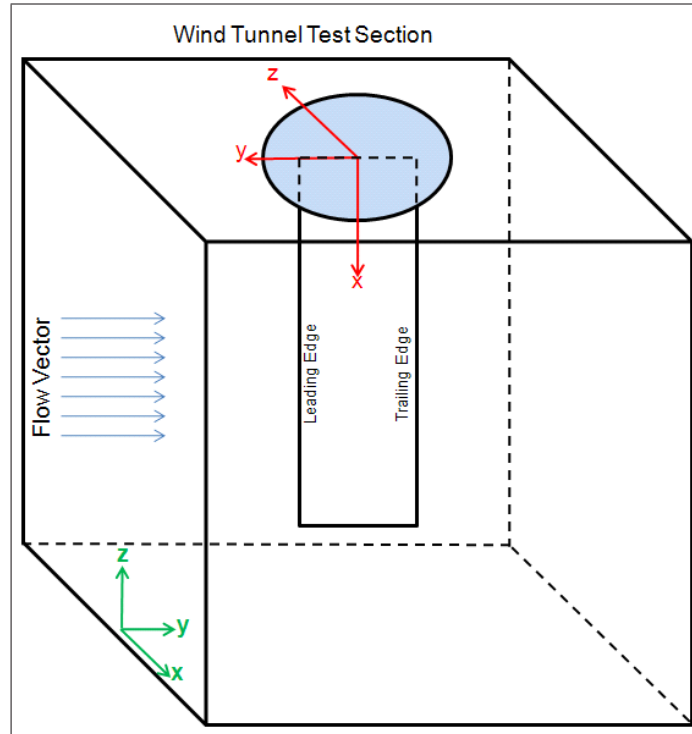 Wind Tunnel Test Section
z
y
x
Leading Edge
Trailing Edge
Flow Vector
z
y
x